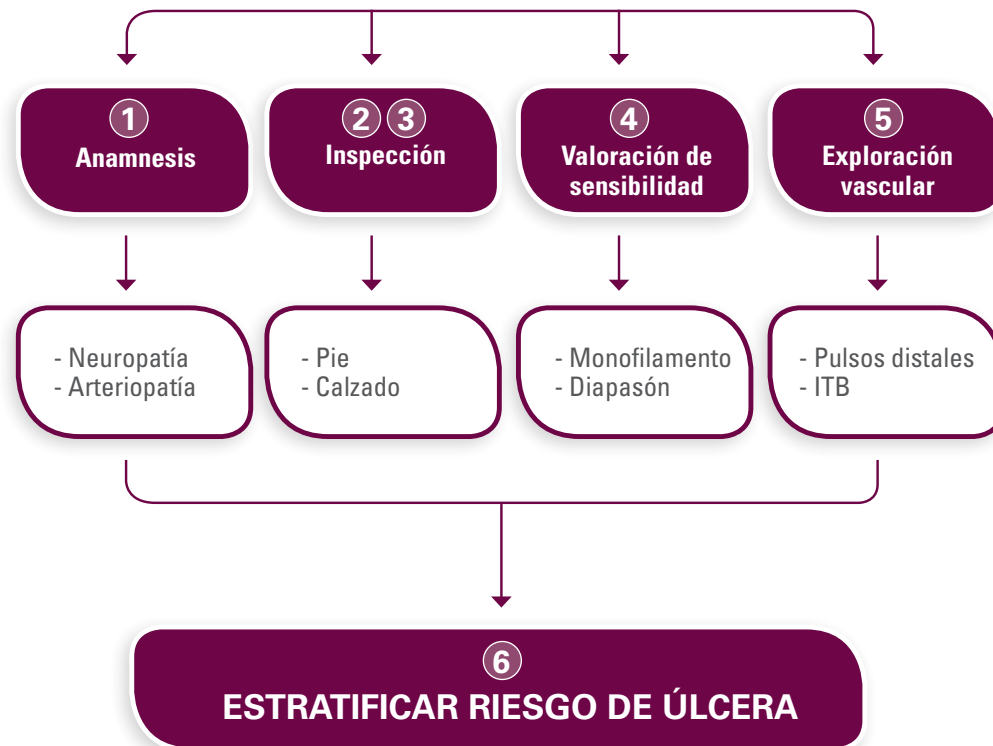 1
Anamnesis
2 3
Inspección
4
Valoración de
sensibilidad
5
Exploración
vascular
- Neuropatía
- Arteriopatía
- Pie
- Calzado
- Monofilamento
- Diapasón
- Pulsos distales
- ITB
6
ESTRATIFICAR RIESGO DE ÚLCERA